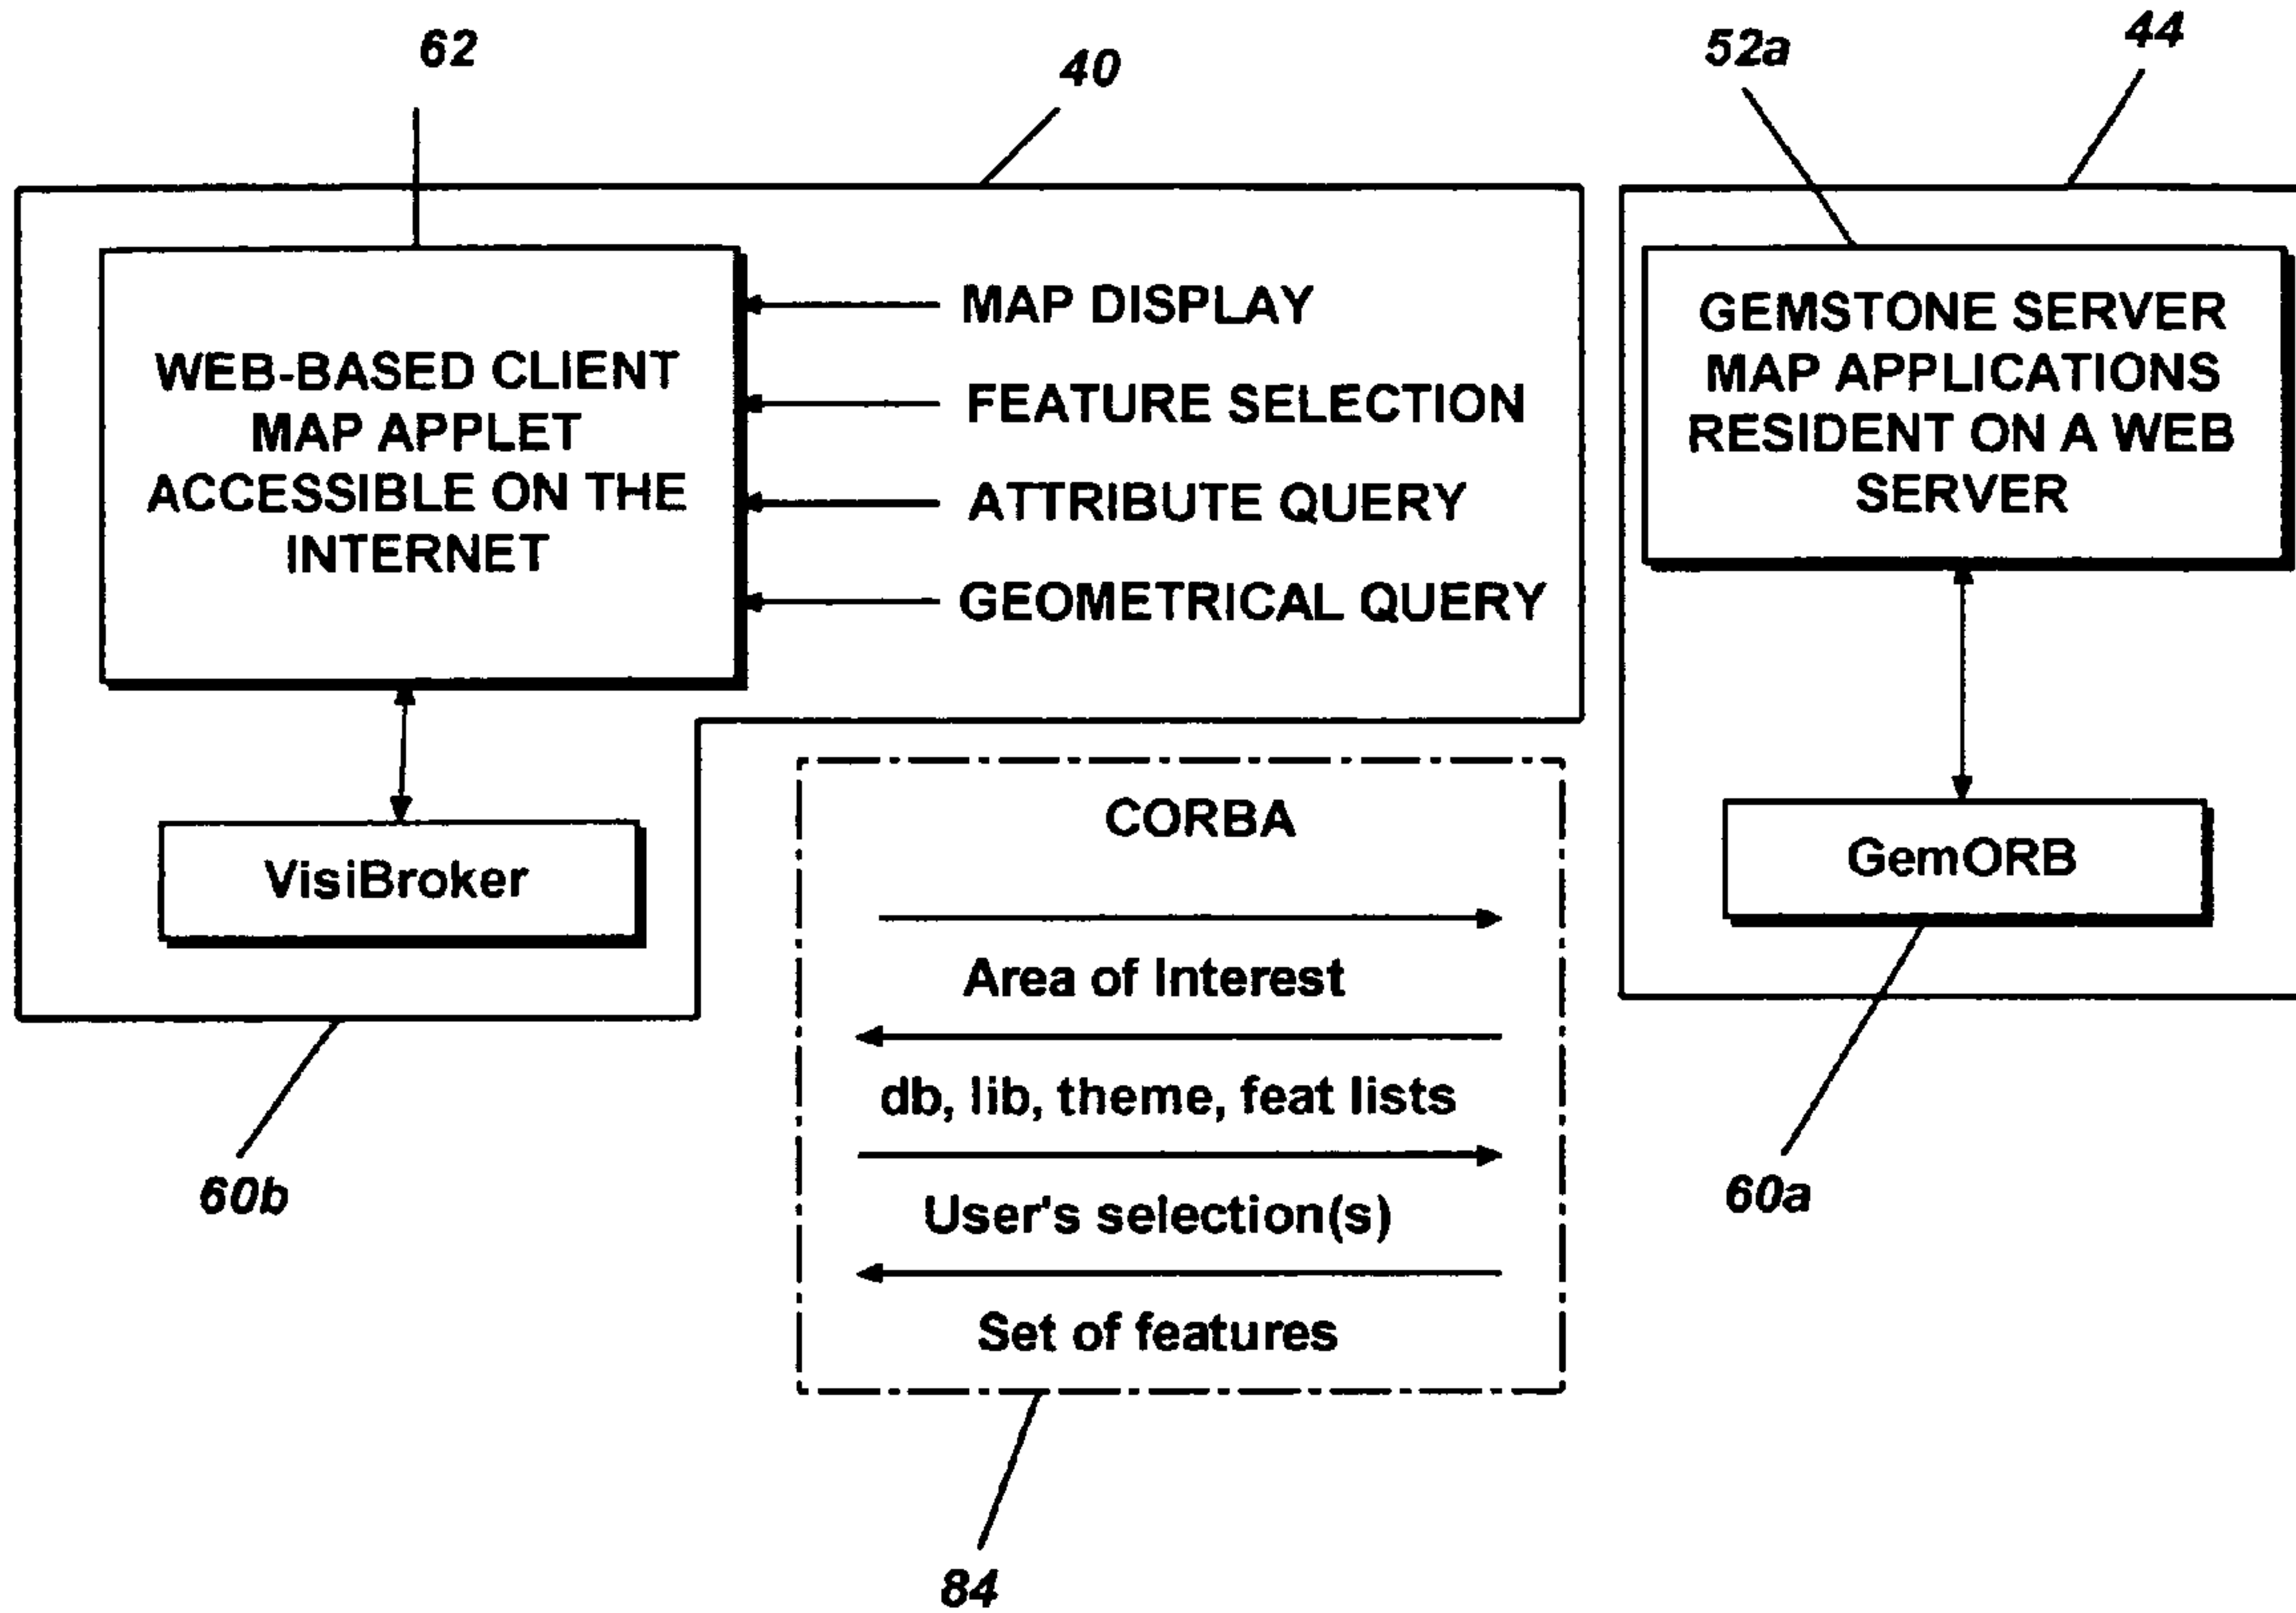 62
40
52a
44
WEB-BASED CLIENT
MAP APPLET
ACCESSIBLE ON THE
INTERNET
MAP DISPLAY
FEATURE SELECTION
ATTRIBUTE QUERY
GEOMETRICAL QUERY
GEMSTONE SERVER
MAP APPLICATIONS
RESIDENT ON A WEB
SERVER
VisiBroker
CORBA
Area of Interest
db, lib, theme, feat lists
User's selection(s)
Set of features
GemORB
60b
60a
84